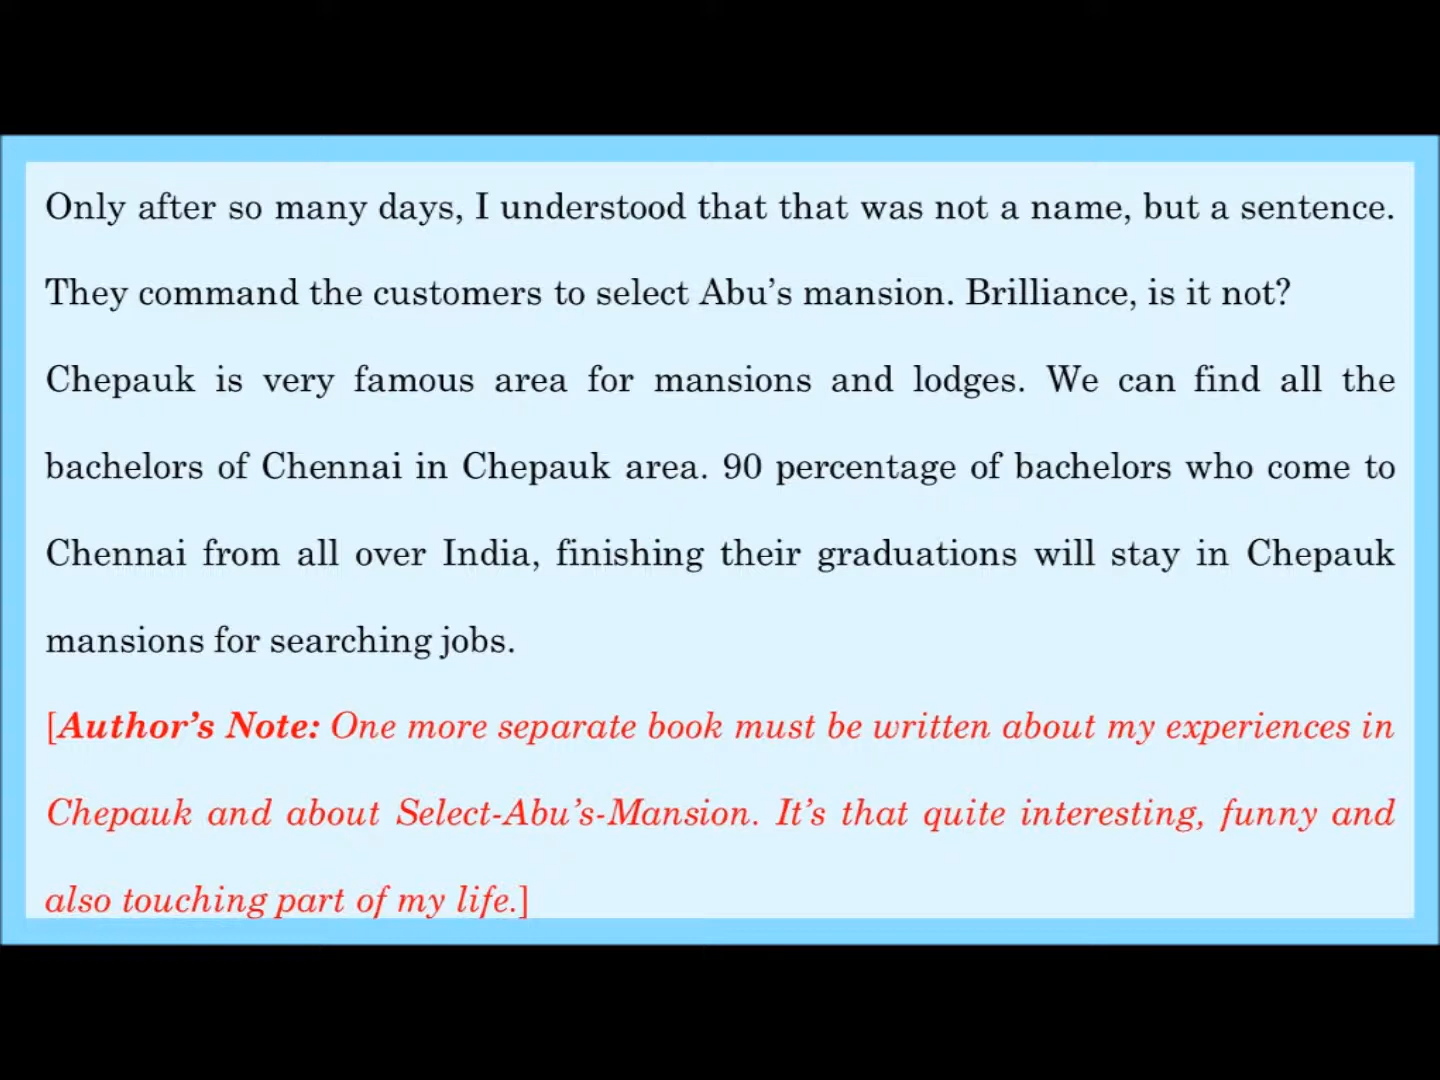 Only after so many days, I understood that that was not a name, but a sentence.
They command the customers to select Abu’s mansion. Brilliance, is it not?
Chepauk is very famous area for mansions and lodges. We can find all the
bachelors of Chennai in Chepauk area. 90 percentage of bachelors who come to
Chennai from all over India, finishing their graduations will stay in Chepauk
mansions for searching jobs.
[Author’s Note: One more separate book must be written about my experiences in
Chepauk and about Select-Abu’s-Mansion. It’s that quite interesting, funny and
also touching part of my life.]